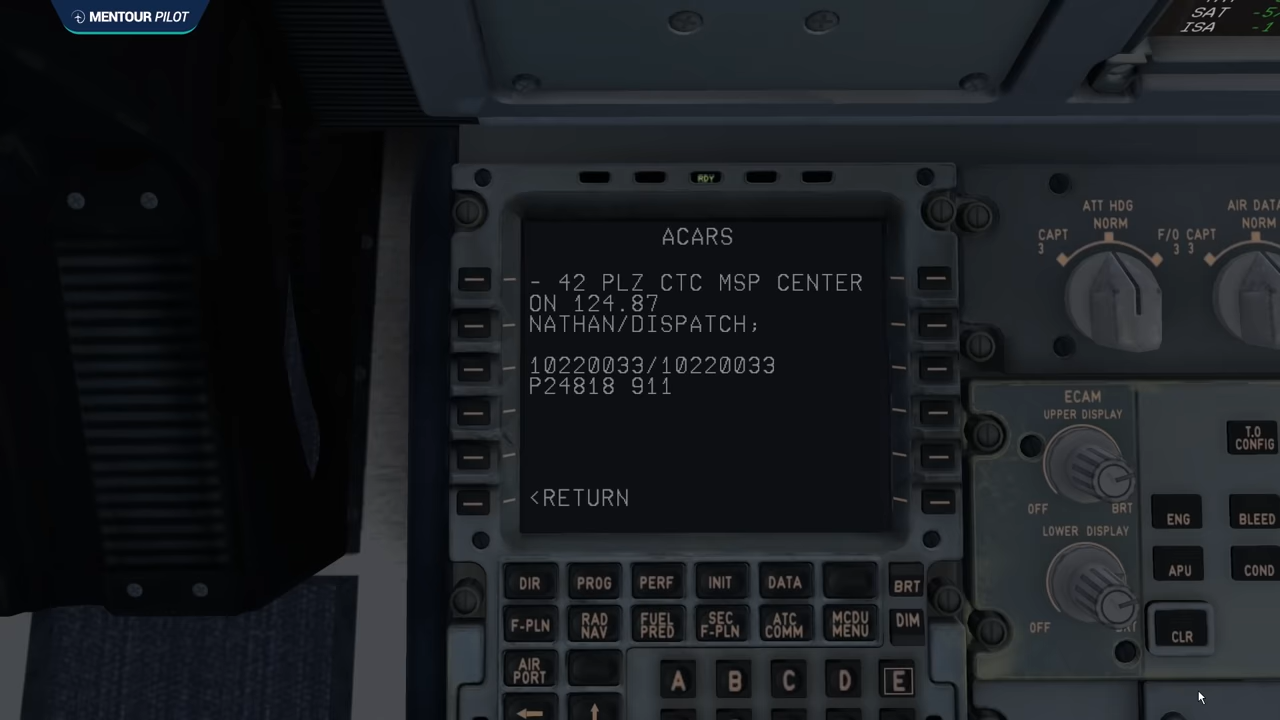 MENTOUR PILOT
SAT -5
ISA -1
RDY
ACARS
- 42 PLZ CTC MSP CENTER
ON 124.87
NATHAN/DISPATCH;
10220033/10220033
P24818 911
<RETURN
ATT HDG
NORM
CAPT
3
F/O
3
AIR DATA
NORM
CAPT
3
ECAM
UPPER DISPLAY
OFF
BRT
LOWER DISPLAY
OFF
BRT
T.O
CONFIG
ENG
BLEED
APU
COND
CLR
DIR
PROG
PERF
INIT
DATA
BRT
F-PLN
RAD
NAV
FUEL
PRED
SEC
F-PLN
ATC
COMM
MCDU
MENU
DIM
AIR
PORT
A
B
C
D
E